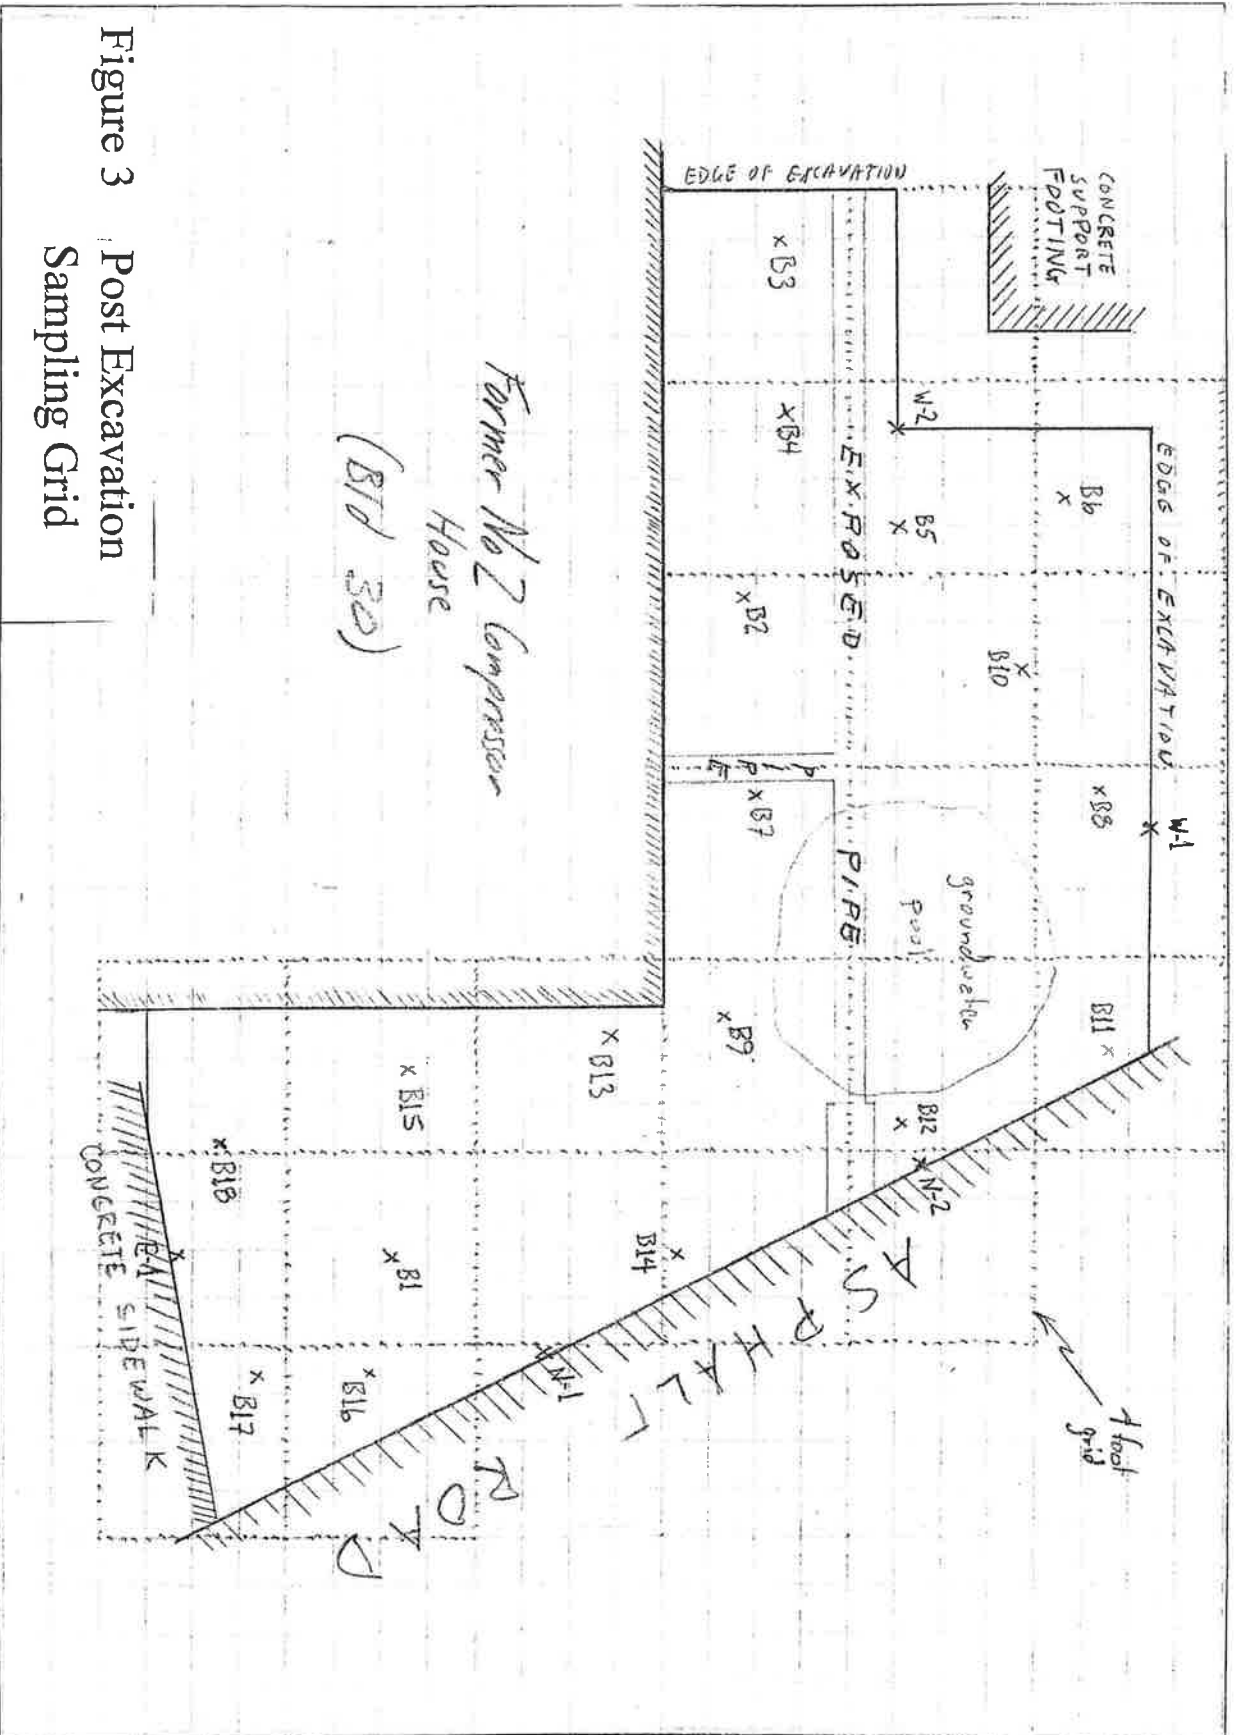 CONCRETE
SUPPORT
FOOTING
EDGE OF EXCAVATION
EDGE OF EXCAVATION
W-1
W-2
B6
B8
B11
B10
groundwater
pool
B5
B12
N-2
EXPOSED PIPE
B3
B4
B2
PIPE
B7
B9
B14
4 foot
grid
ASPHALT
ROAD
Former No 2 Compressor
House
(Bld 30)
B13
N-1
B15
B1
B16
B18
B17
E-1
CONCRETE SIDEWALK
Figure 3 Post Excavation
Sampling Grid